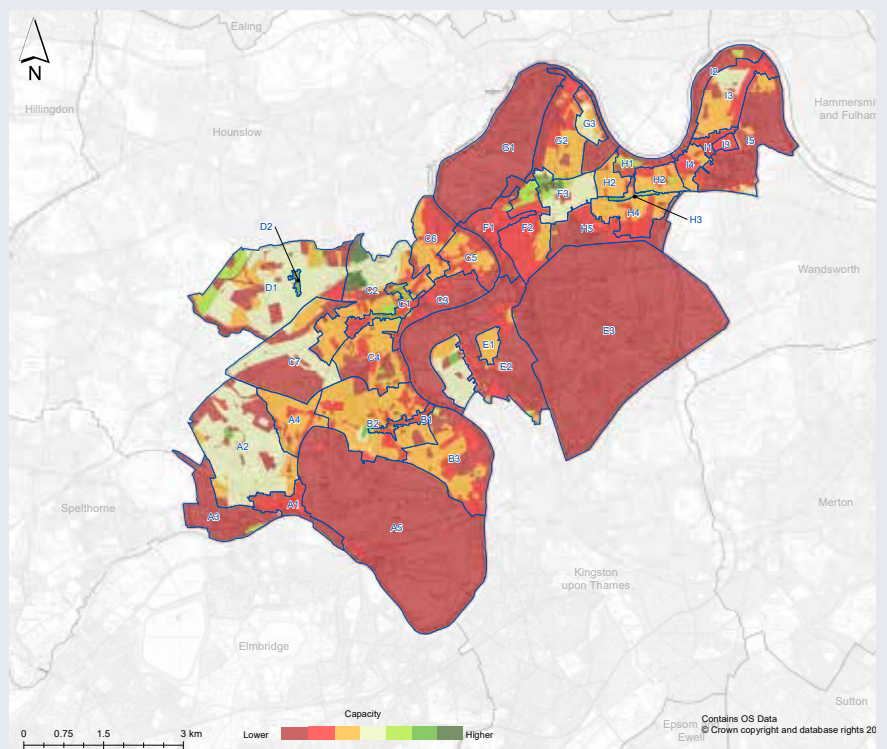 Ealing
N
Hillingdon
Hounslow
Hammersmi
and Fulham
I2
I3
G3
G1
G2
I1
I3
I5
H1
I4
H2
H2
F3
H3
H4
H5
F1
F2
D2
C6
C5
Wandsworth
D1
C2
C1
C3
E3
E1
E2
C7
C4
A4
B2
B1
A2
B3
Spelthorne
A1
A3
A5
Merton
Kingston
upon Thames
Elmbridge
Sutton
Capacity
Lower
Higher
0 0.75 1.5 3 km
Epsom
Ewell
Contains OS Data
© Crown copyright and database rights 20